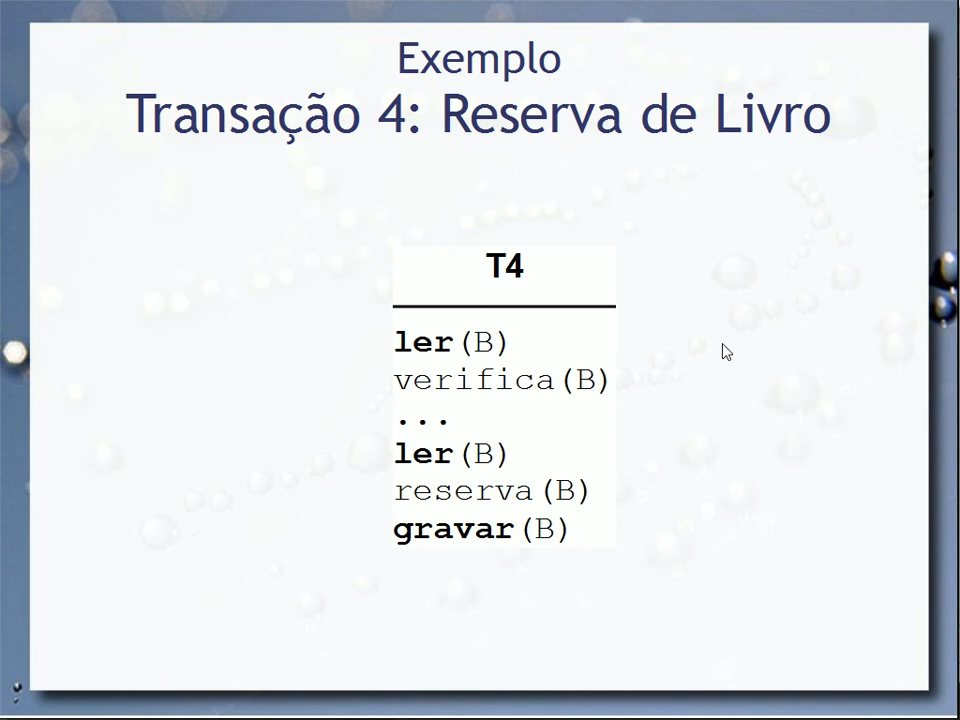 Exemplo
Transação 4: Reserva de Livro
T4
ler(B)
verifica(B)
...
ler(B)
reserva(B)
gravar(B)